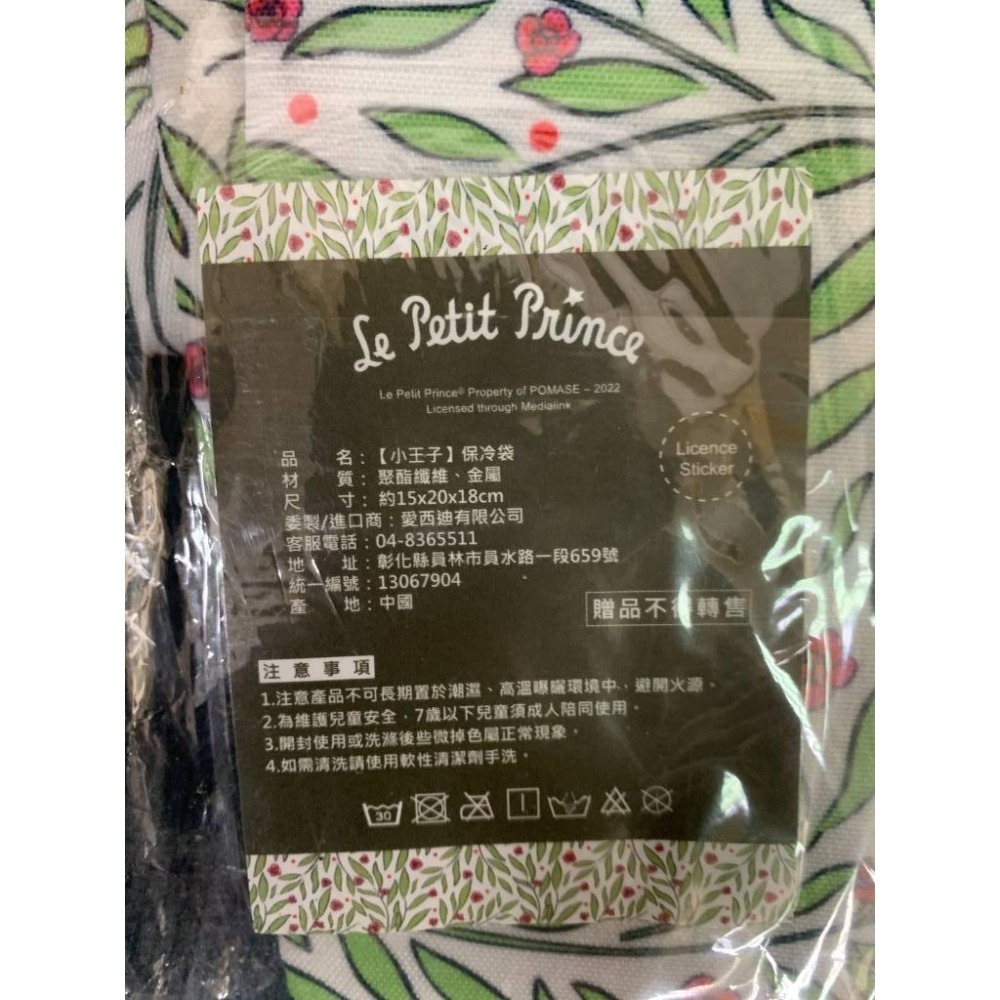 Le Petit Prince
Le Petit Prince® Property of POMASE – 2022
Licensed through Medialink
Licence
Sticker
品名：【小王子】保冷袋
材質：聚酯纖維、金屬
尺寸：約15x20x18cm
委製/進口商：愛西迪有限公司
客服電話：04-8365511
地址：彰化縣員林市員水路一段659號
統一編號：13067904
產地：中國
贈品不得轉售
注意事項
1.注意產品不可長期置於潮濕、高溫曝曬環境中，避開火源。
2.為維護兒童安全，7歲以下兒童須成人陪同使用。
3.開封使用或洗滌後些微掉色屬正常現象。
4.如需清洗請使用軟性清潔劑手洗。
30